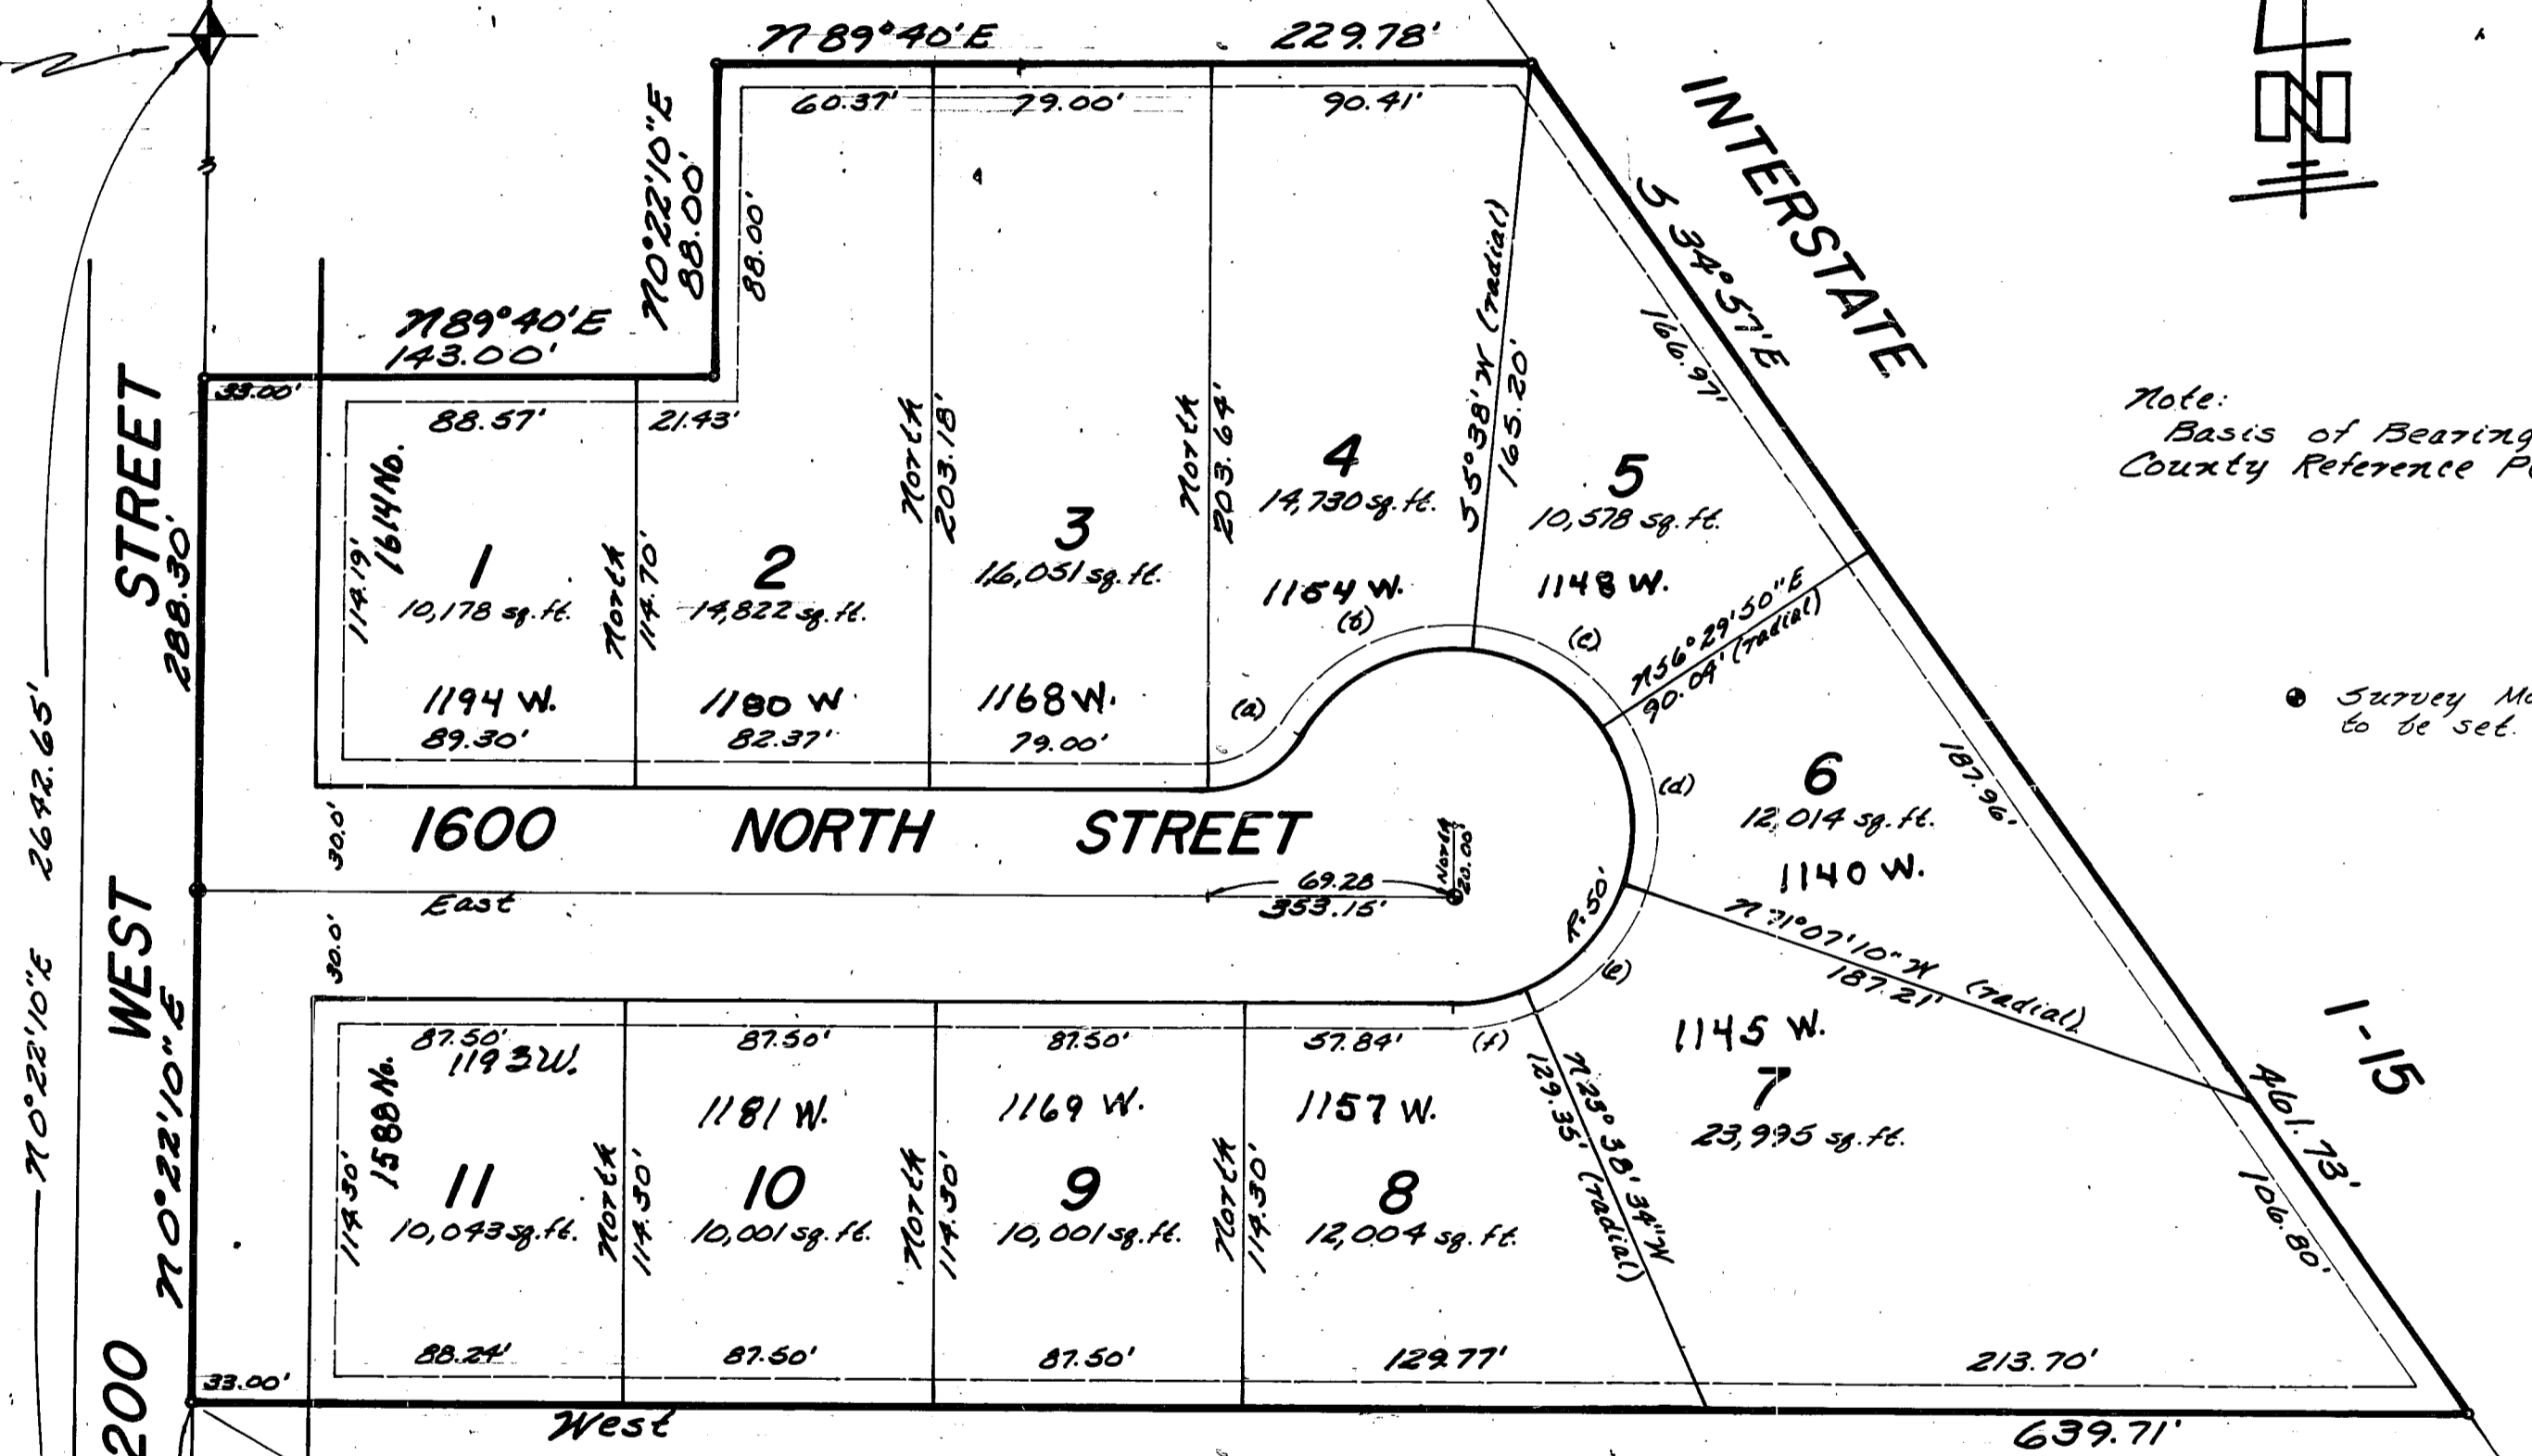 N89°40'E 229.78'
60.37' 79.00' 90.41'
N0°22'10"E
88.00'
88.00'
INTERSTATE
S 34°57'E
N89°40'E
143.00'
33.00'
88.57' 21.43'
STREET
288.30'
114.19'
1614 No.
1
10,178 sq.ft.
1194 W.
89.30'
North
114.70'
2
14,822 sq.ft.
1180 W.
82.37'
North
203.18'
3
16,051 sq.ft.
1168 W.
79.00'
North
203.64'
4
14,730 sq.ft.
1154 W.
(b)
(a)
S5°38'W (radial)
165.20'
5
10,578 sq.ft.
1148 W.
(c)
166.97'
N56°29'50"E
90.04' (radial)
Note:
Basis of Bearing
County Reference
Survey
to be set.
6
12,014 sq.ft.
1140 W.
(d)
187.96'
30.0'
1600 NORTH STREET
North
20.00'
69.28
353.15'
East
30.0'
R.50'
(e)
N 71°07'10"W (radial)
187.21'
I-15
461.73'
106.80'
2642.65'
N0°22'10"E
WEST
N0°22'10"E
200
87.50'
1193 W.
1588 No.
114.30'
11
10,043 sq.ft.
88.24'
33.00'
North
114.30'
87.50'
1181 W.
10
10,001 sq.ft.
87.50'
North
114.30'
87.50'
1169 W.
9
10,001 sq.ft.
87.50'
North
114.30'
57.84' (f)
1157 W.
8
12,004 sq.ft.
129.77'
N23°38'34"W
129.35' (radial)
1145 W.
7
23,995 sq.ft.
213.70'
West
639.71'